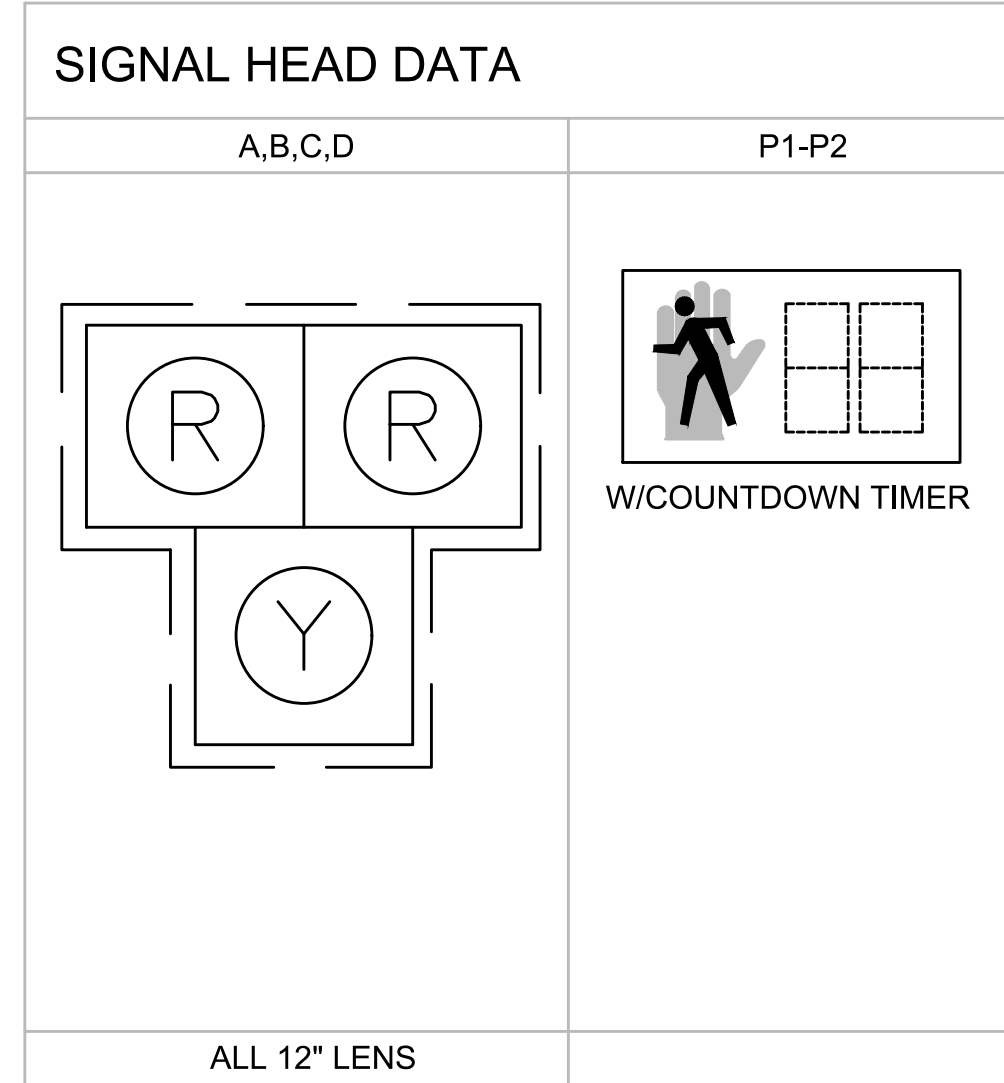 SIGNAL HEAD DATA
A,B,C,D
P1-P2
R
R
Y
W/COUNTDOWN TIMER
ALL 12" LENS